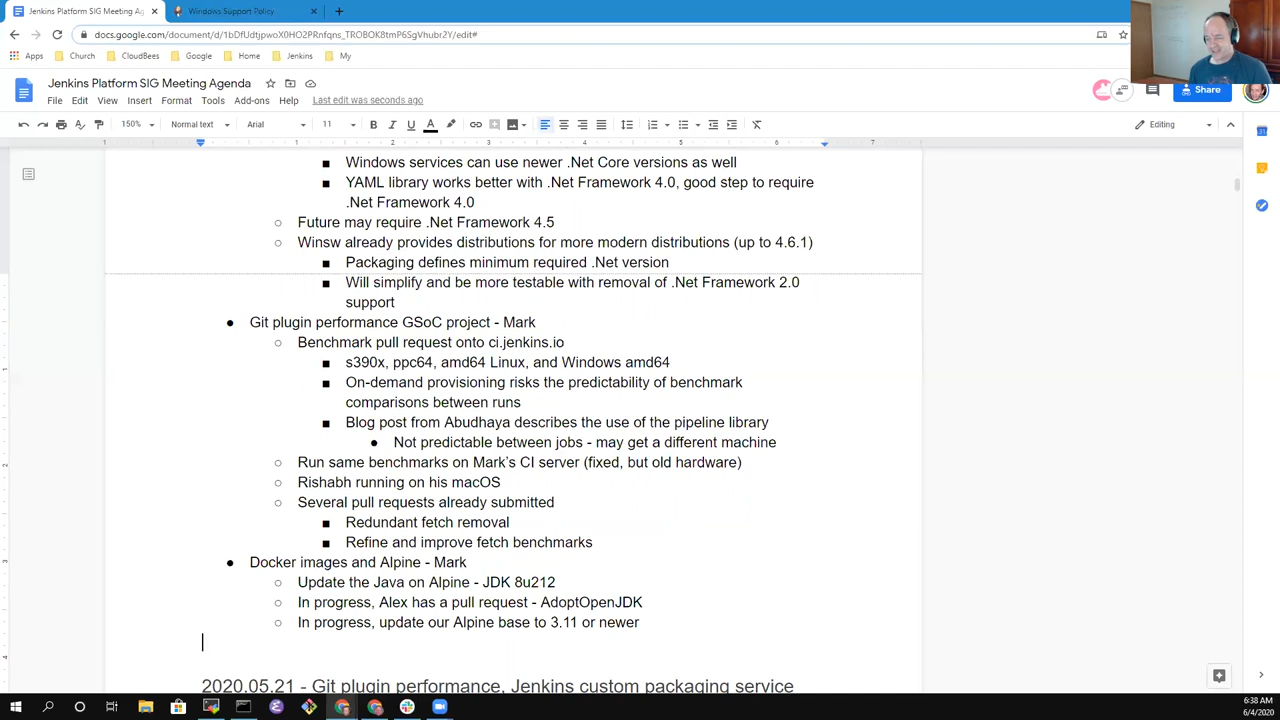 Jenkins Platform SIG Meeting Ag
Windows Support Policy
docs.google.com/document/d/1bDfUdtjpwoX0HO2PRnfqns_TROBOK8tmP6SgVhubr2Y/edit#
Apps Church CloudBees Google Home Jenkins My
Jenkins Platform SIG Meeting Agenda
File Edit View Insert Format Tools Add-ons Help Last edit was seconds ago
Share
150% Normal text Arial 11 Editing
1 1 2 3 4 5 6 7
Windows services can use newer .Net Core versions as well
YAML library works better with .Net Framework 4.0, good step to require
.Net Framework 4.0
Future may require .Net Framework 4.5
Winsw already provides distributions for more modern distributions (up to 4.6.1)
Packaging defines minimum required .Net version
Will simplify and be more testable with removal of .Net Framework 2.0
support
Git plugin performance GSoC project - Mark
Benchmark pull request onto ci.jenkins.io
s390x, ppc64, amd64 Linux, and Windows amd64
On-demand provisioning risks the predictability of benchmark
comparisons between runs
Blog post from Abudhaya describes the use of the pipeline library
Not predictable between jobs - may get a different machine
Run same benchmarks on Mark's CI server (fixed, but old hardware)
Rishabh running on his macOS
Several pull requests already submitted
Redundant fetch removal
Refine and improve fetch benchmarks
Docker images and Alpine - Mark
Update the Java on Alpine - JDK 8u212
In progress, Alex has a pull request - AdoptOpenJDK
In progress, update our Alpine base to 3.11 or newer
2020.05.21 - Git plugin performance, Jenkins custom packaging service
6:38 AM
6/4/2020